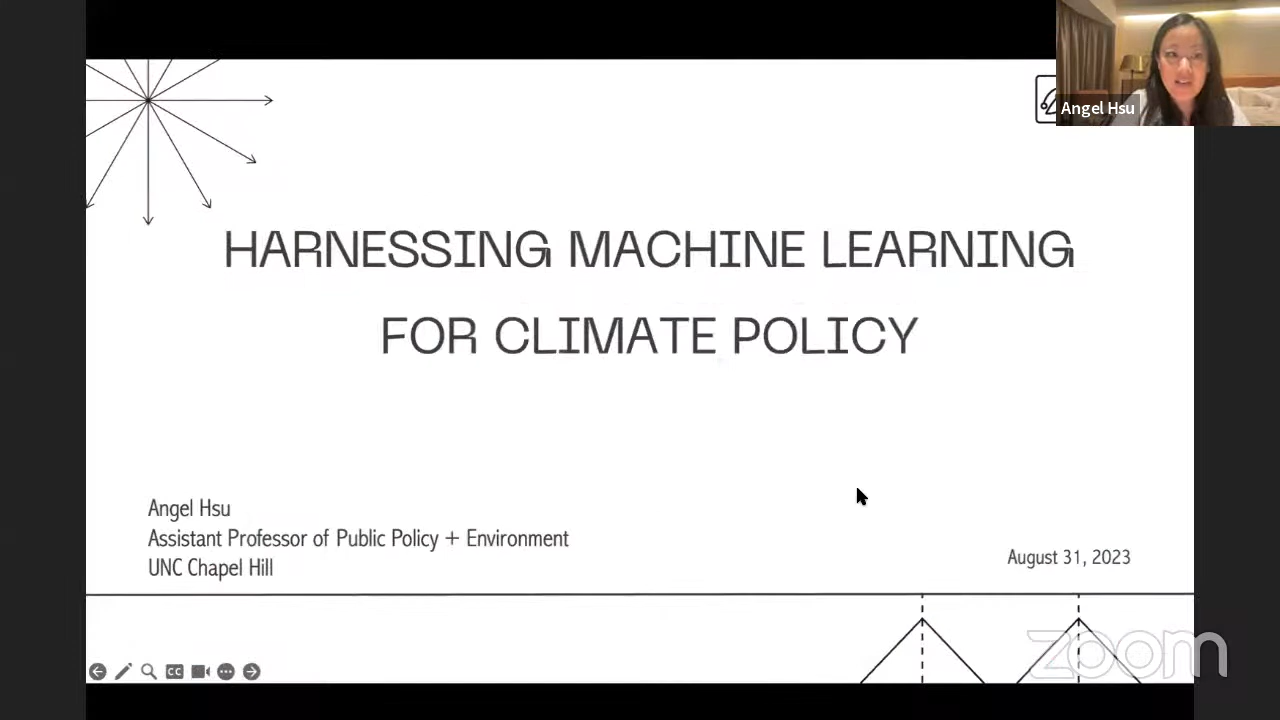 Angel Hsu
HARNESSING MACHINE LEARNING
FOR CLIMATE POLICY
Angel Hsu
Assistant Professor of Public Policy + Environment
UNC Chapel Hill
August 31, 2023
CC
zoom